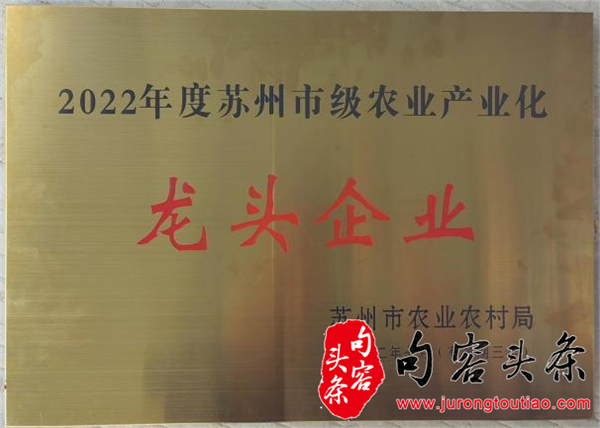 2022年度苏州市级农业产业化
龙头企业
苏州市农业农村局
句容
头条
句容头条
www.jurongtoutiao.com